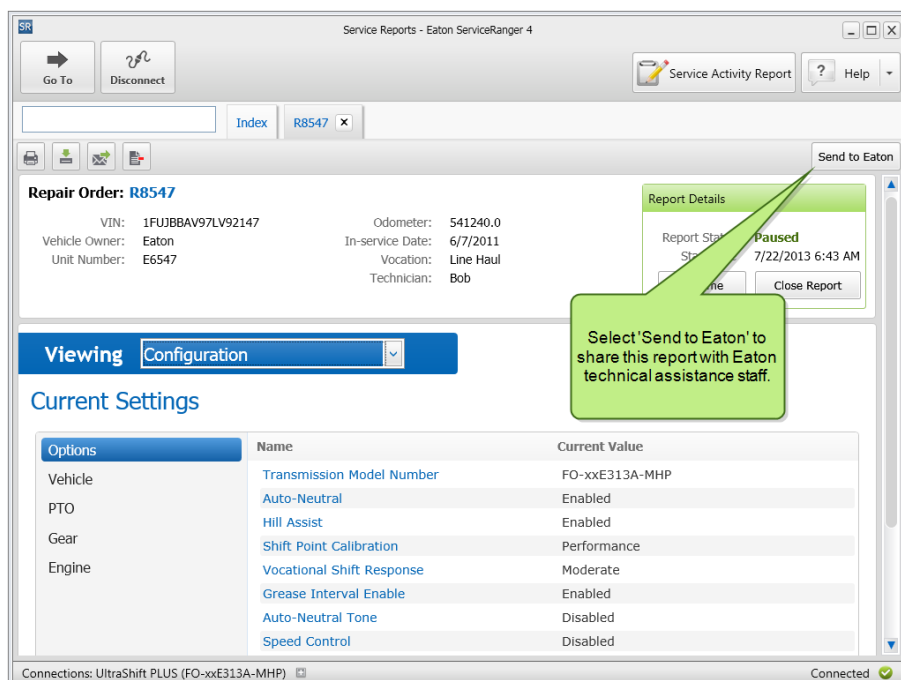 SR
Service Reports - Eaton ServiceRanger 4
Go To
Disconnect
Service Activity Report
? Help
Index
R8547
Send to Eaton
Repair Order: R8547
VIN: 1FUJBBAV97LV92147
Odometer: 541240.0
Vehicle Owner: Eaton
In-service Date: 6/7/2011
Unit Number: E6547
Vocation: Line Haul
Technician: Bob
Report Details
Report Paused
7/22/2013 6:43 AM
Close Report
Select 'Send to Eaton' to
share this report with Eaton
technical assistance staff.
Viewing Configuration
Current Settings
Options
Vehicle
PTO
Gear
Engine
Name Current Value
Transmission Model Number FO-xxE313A-MHP
Auto-Neutral Enabled
Hill Assist Enabled
Shift Point Calibration Performance
Vocational Shift Response Moderate
Grease Interval Enable Enabled
Auto-Neutral Tone Disabled
Speed Control Disabled
Connections: UltraShift PLUS (FO-xxE313A-MHP)
Connected